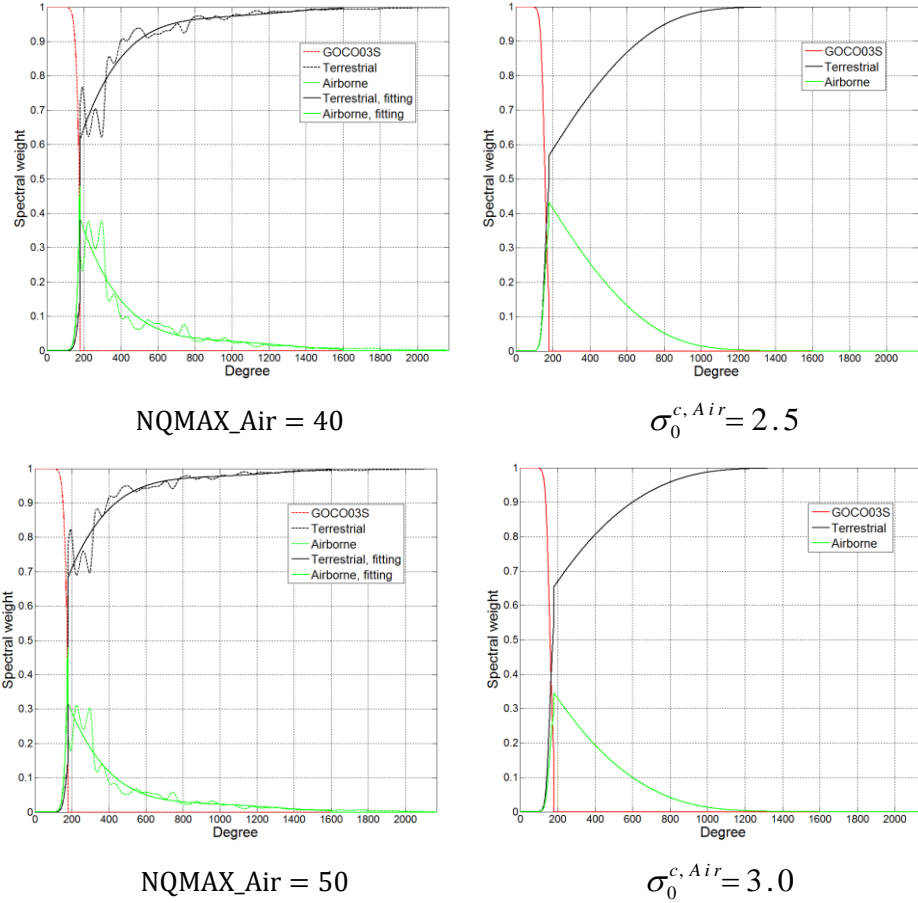 Spectral weight
1
0.9
0.8
0.7
0.6
0.5
0.4
0.3
0.2
0.1
0
0 200 400 600 800 1000 1200 1400 1600 1800 2000
Degree
GOCO03S
Terrestrial
Airborne
Terrestrial, fitting
Airborne, fitting
NQMAX_Air = 40
Spectral weight
1
0.9
0.8
0.7
0.6
0.5
0.4
0.3
0.2
0.1
0
0 200 400 600 800 1000 1200 1400 1600 1800 2000
Degree
GOCO03S
Terrestrial
Airborne
σ₀^{c, Air} = 2.5
Spectral weight
1
0.9
0.8
0.7
0.6
0.5
0.4
0.3
0.2
0.1
0
0 200 400 600 800 1000 1200 1400 1600 1800 2000
Degree
GOCO03S
Terrestrial
Airborne
Terrestrial, fitting
Airborne, fitting
NQMAX_Air = 50
Spectral weight
1
0.9
0.8
0.7
0.6
0.5
0.4
0.3
0.2
0.1
0
0 200 400 600 800 1000 1200 1400 1600 1800 2000
Degree
GOCO03S
Terrestrial
Airborne
σ₀^{c, Air} = 3.0